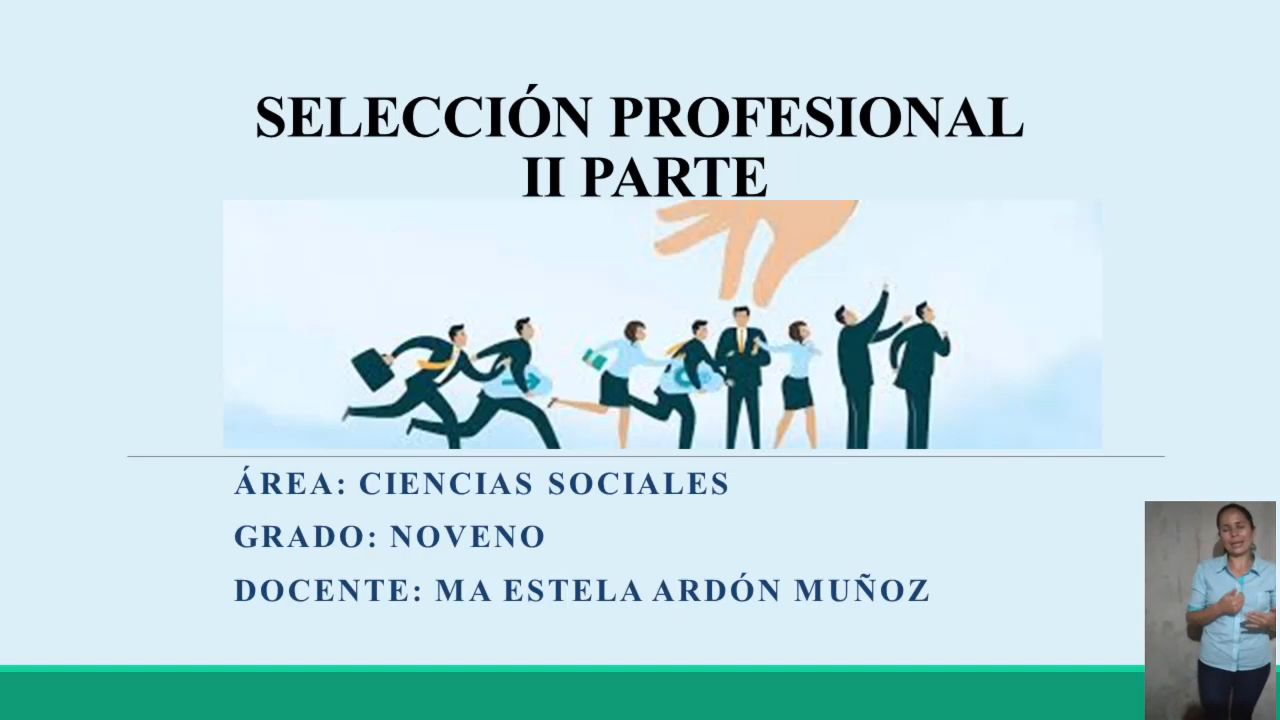 SELECCIÓN PROFESIONAL
II PARTE
ÁREA: CIENCIAS SOCIALES
GRADO: NOVENO
DOCENTE: MA ESTELA ARDÓN MUÑOZ